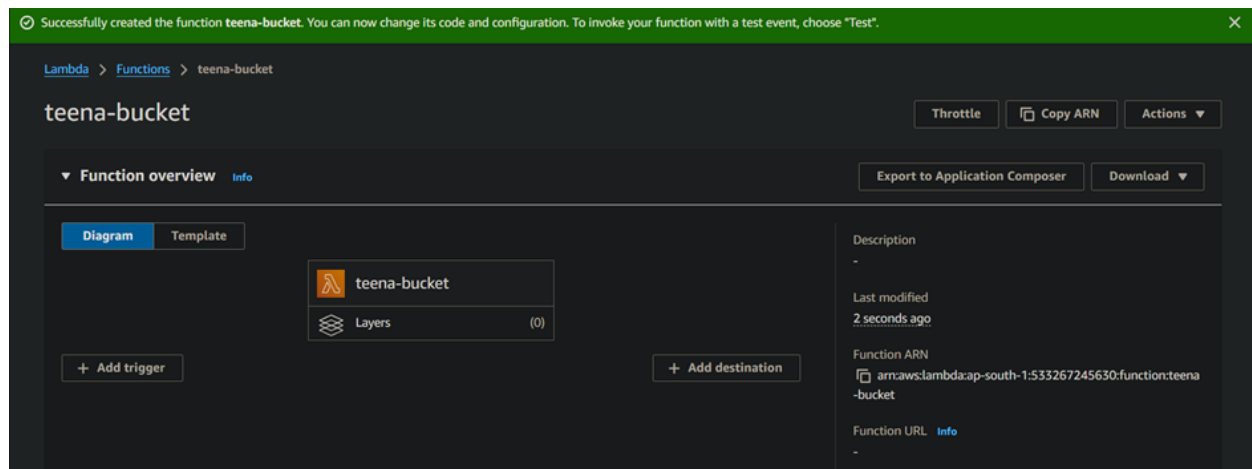 Successfully created the function teena-bucket. You can now change its code and configuration. To invoke your function with a test event, choose "Test".
Lambda > Functions > teena-bucket
teena-bucket
Throttle
Copy ARN
Actions
Function overview Info
Export to Application Composer
Download
Diagram
Template
teena-bucket
Layers (0)
+ Add trigger
+ Add destination
Description
-
Last modified
2 seconds ago
Function ARN
arn:aws:lambda:ap-south-1:533267245630:function:teena
-bucket
Function URL Info
-